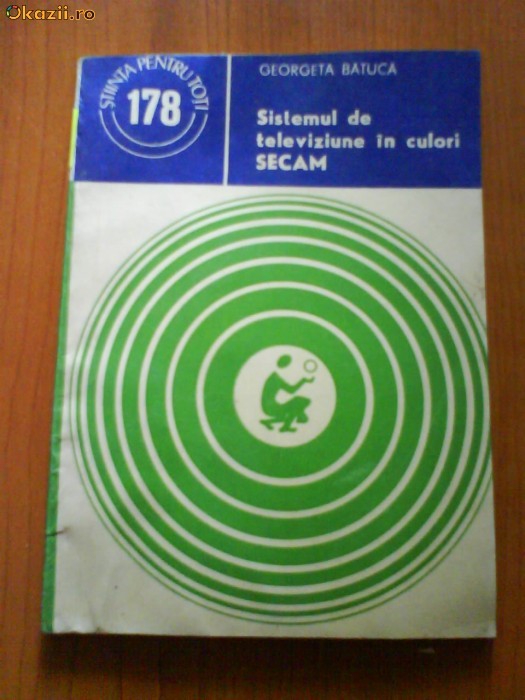 Okazii.ro
ȘTIINȚA PENTRU TOȚI
178
GEORGETA BĂTUCĂ
Sistemul de
televiziune în culori
SECAM